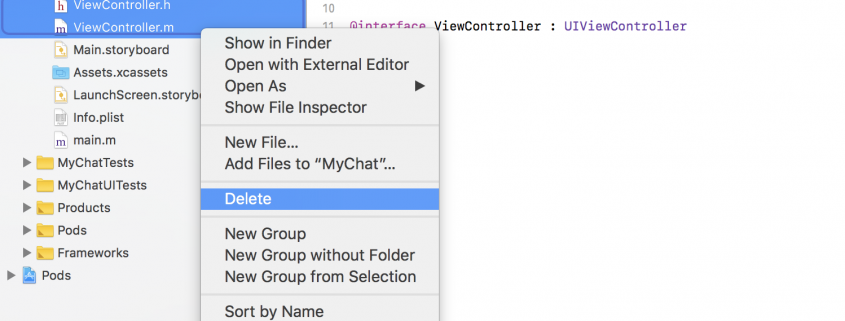 ViewController.h
ViewController.m
Main.storyboard
Assets.xcassets
LaunchScreen.storyb
Info.plist
main.m
MyChatTests
MyChatUITests
Products
Pods
Frameworks
Pods
Show in Finder
Open with External Editor
Open As
Show File Inspector
New File...
Add Files to “MyChat”...
Delete
New Group
New Group without Folder
New Group from Selection
Sort by Name
10
11 @interface ViewController : UIViewController